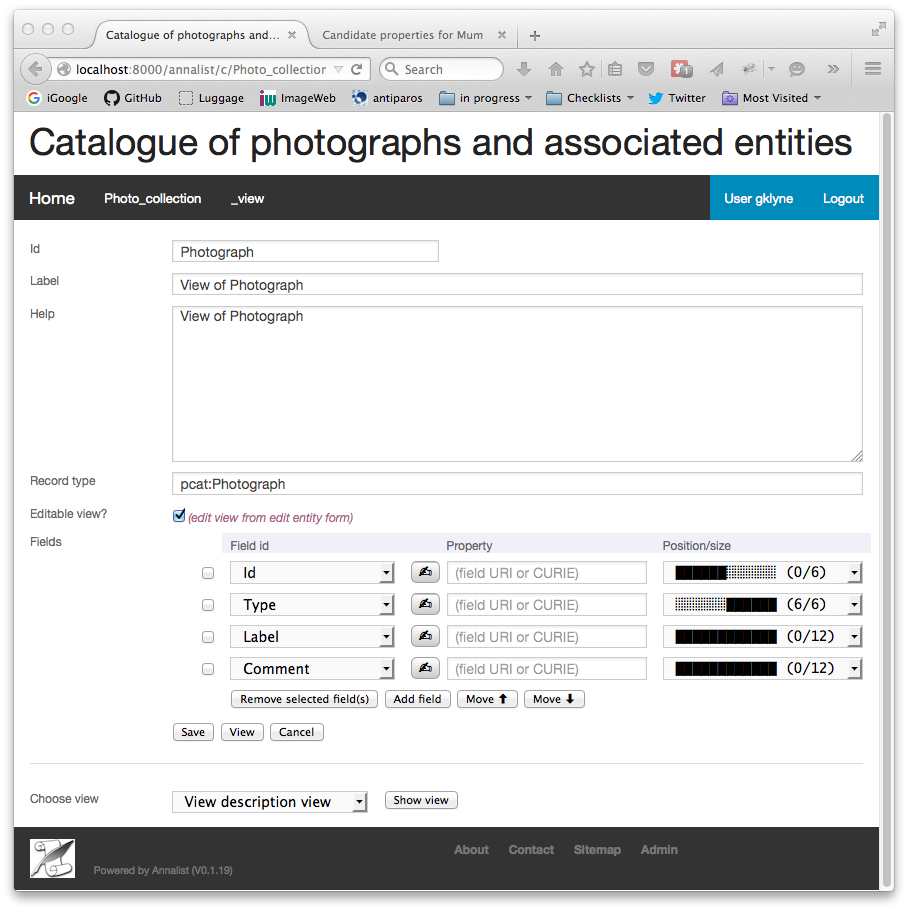 Catalogue of photographs and... ×
Candidate properties for Mum ×
localhost:8000/annalist/c/Photo_collection
Search
iGoogle GitHub Luggage ImageWeb antiparos in progress Checklists Twitter Most Visited
Catalogue of photographs and associated entities
Home Photo_collection _view User gklyne Logout
Id Photograph
Label View of Photograph
Help View of Photograph
Record type pcat:Photograph
Editable view? (edit view from edit entity form)
Fields Field id Property Position/size
Id (field URI or CURIE) (0/6)
Type (field URI or CURIE) (6/6)
Label (field URI or CURIE) (0/12)
Comment (field URI or CURIE) (0/12)
Remove selected field(s) Add field Move ⬆ Move ⬇
Save View Cancel
Choose view View description view Show view
About Contact Sitemap Admin
Powered by Annalist (V0.1.19)